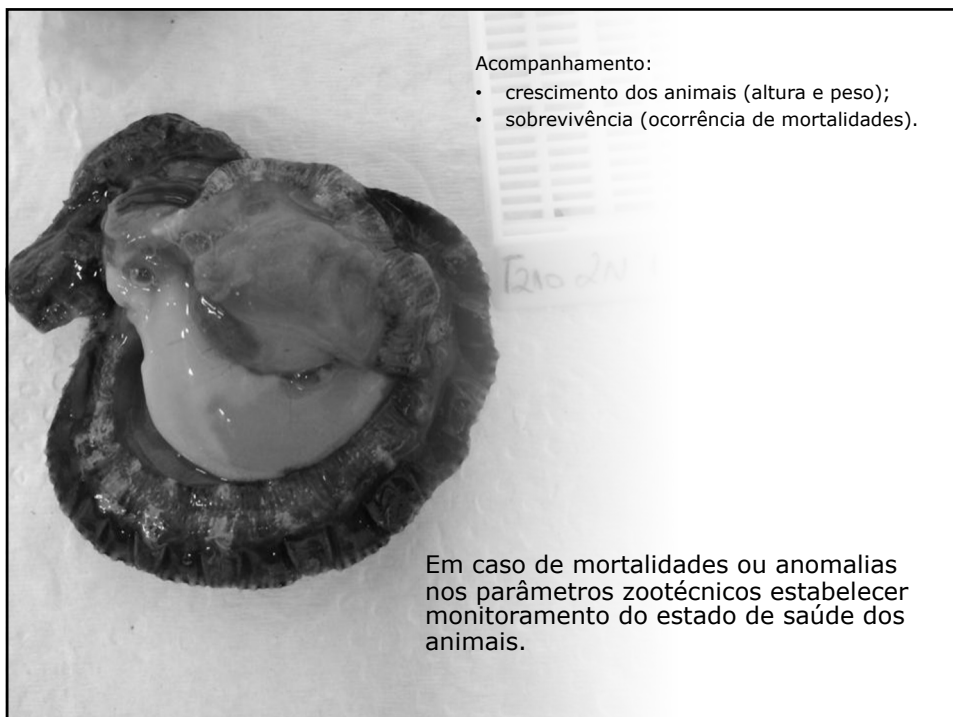 Acompanhamento:
• crescimento dos animais (altura e peso);
• sobrevivência (ocorrência de mortalidades).
Em caso de mortalidades ou anomalias
nos parâmetros zootécnicos estabelecer
monitoramento do estado de saúde dos
animais.